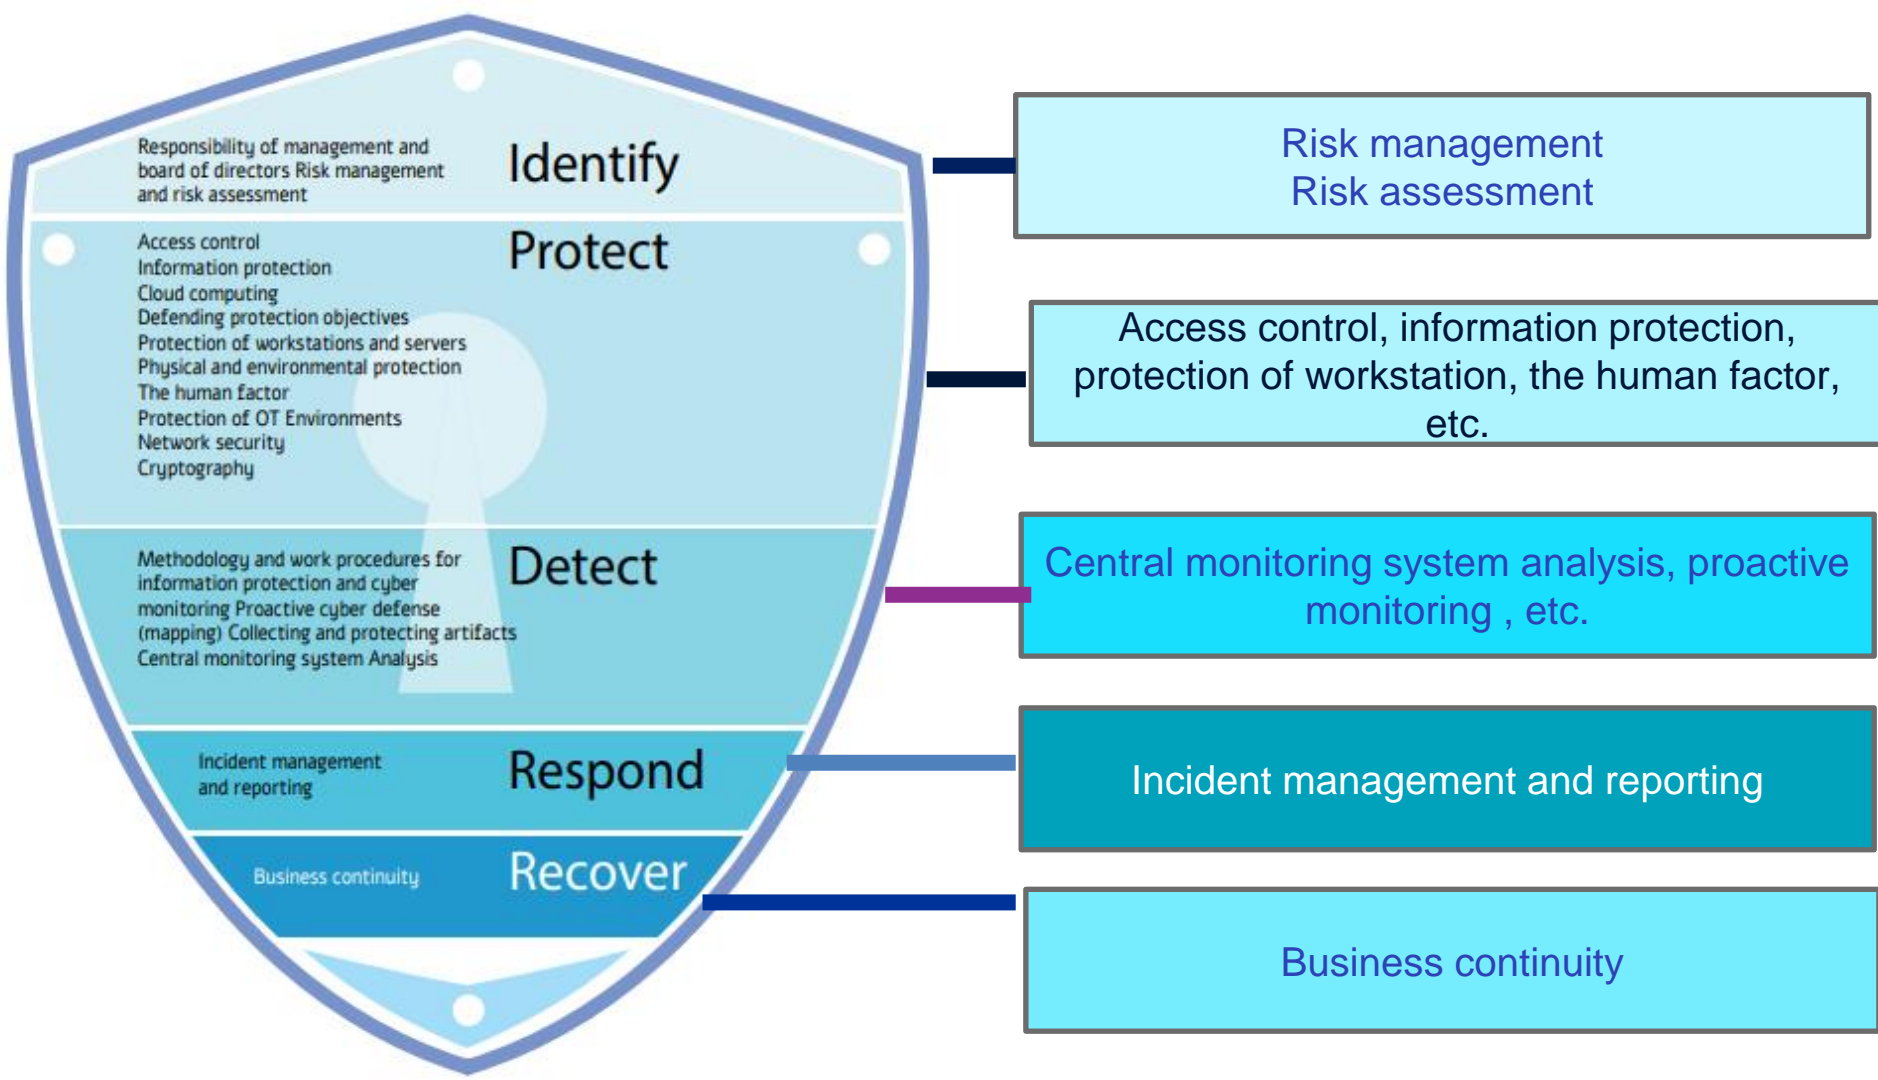 Responsibility of management and
board of directors Risk management
and risk assessment
Identify
Access control
Information protection
Cloud computing
Defending protection objectives
Protection of workstations and servers
Physical and environmental protection
The human factor
Protection of OT Environments
Network security
Cryptography
Protect
Methodology and work procedures for
information protection and cyber
monitoring Proactive cyber defense
(mapping) Collecting and protecting artifacts
Central monitoring system Analysis
Detect
Incident management
and reporting
Respond
Business continuity
Recover
Risk management
Risk assessment
Access control, information protection,
protection of workstation, the human factor,
etc.
Central monitoring system analysis, proactive
monitoring , etc.
Incident management and reporting
Business continuity